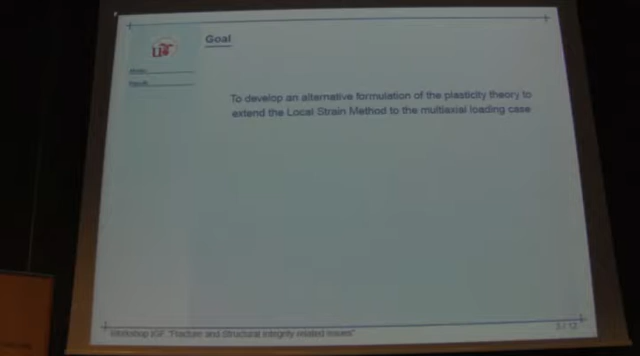 Goal
To develop an alternative formulation of the plasticity theory to
extend the Local Strain Method to the multiaxial loading case
Workshop IGF "Fracture and Structural integrity related issues"